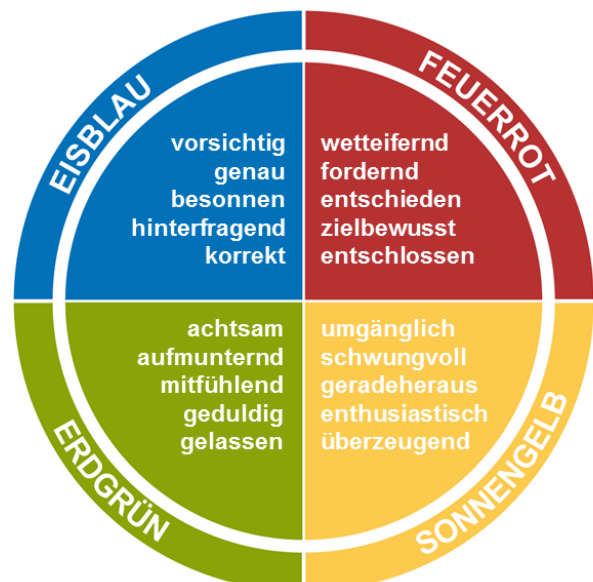 EISBLAU
vorsichtig
genau
besonnen
hinterfragend
korrekt
FEUERROT
wetteifernd
fordernd
entschieden
zielbewusst
entschlossen
ERDGRÜN
achtsam
aufmunternd
mitfühlend
geduldig
gelassen
SONNENGELB
umgänglich
schwungvoll
geradeheraus
enthusiastisch
überzeugend